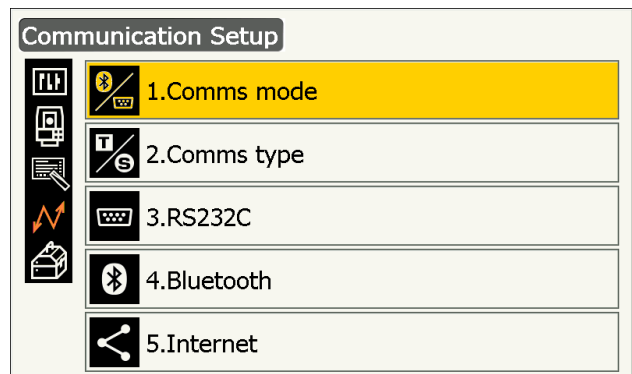 Communication Setup
1.Comms mode
T
S
2.Comms type
3.RS232C
4.Bluetooth
5.Internet